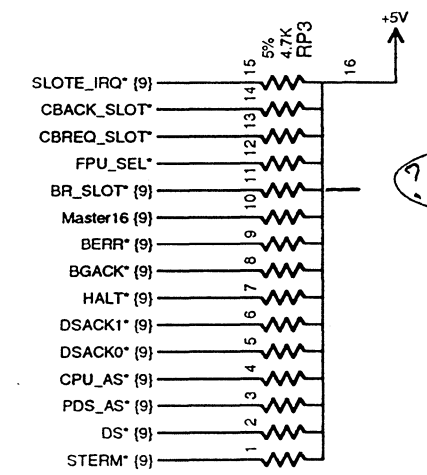 +5V
5%
4.7K
RP3
16
SLOTE_IRQ* {9} 15
CBACK_SLOT* 14
CBREQ_SLOT* 13
FPU_SEL* 12
BR_SLOT* {9} 11
Master16 {9} 10
BERR* {9} 9
BGACK* {9} 8
HALT* {9} 7
DSACK1* {9} 6
DSACK0* {9} 5
CPU_AS* {9} 4
PDS_AS* {9} 3
DS* {9} 2
STERM* {9} 1
?